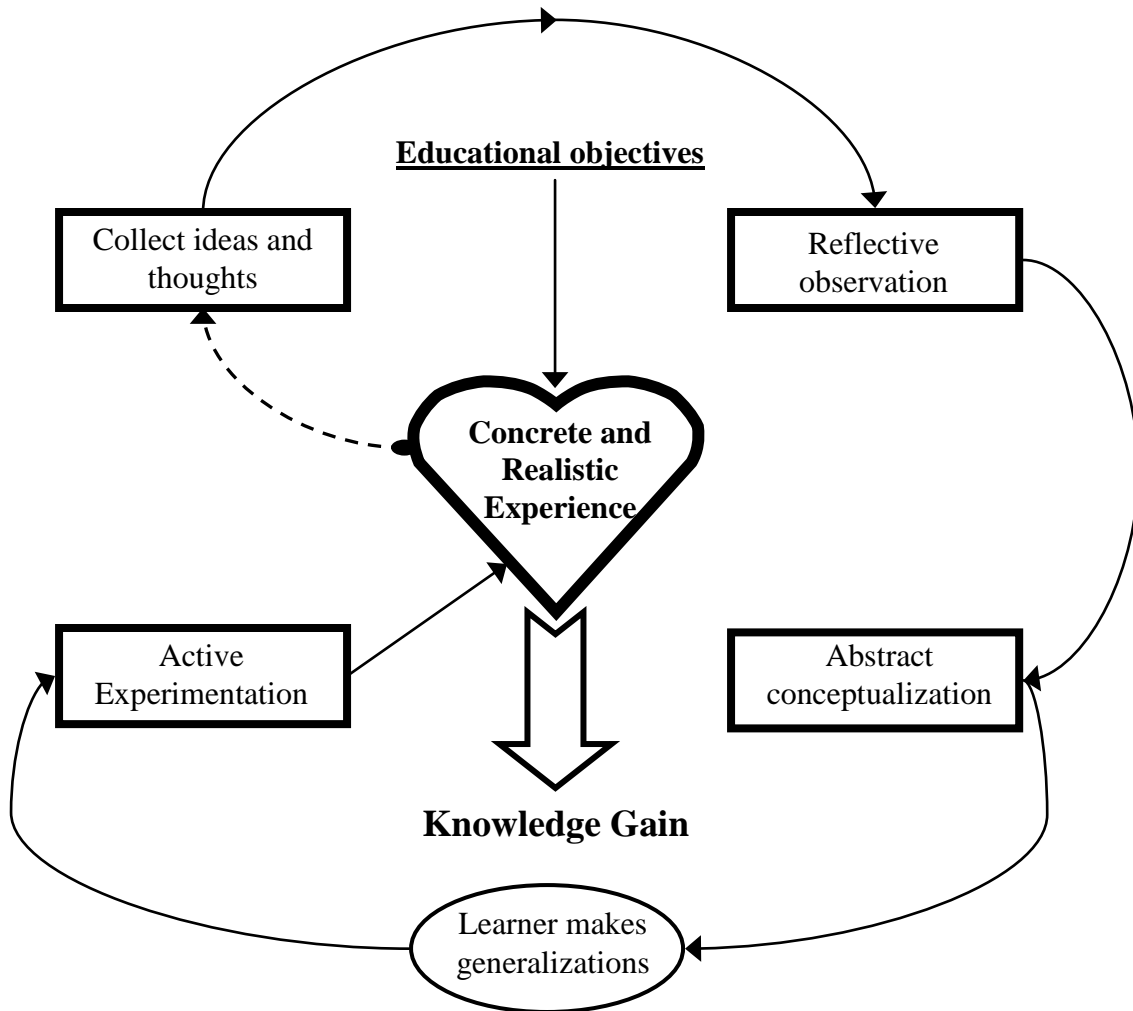 Educational objectives
Collect ideas and
thoughts
Reflective
observation
Concrete and
Realistic
Experience
Active
Experimentation
Abstract
conceptualization
Knowledge Gain
Learner makes
generalizations